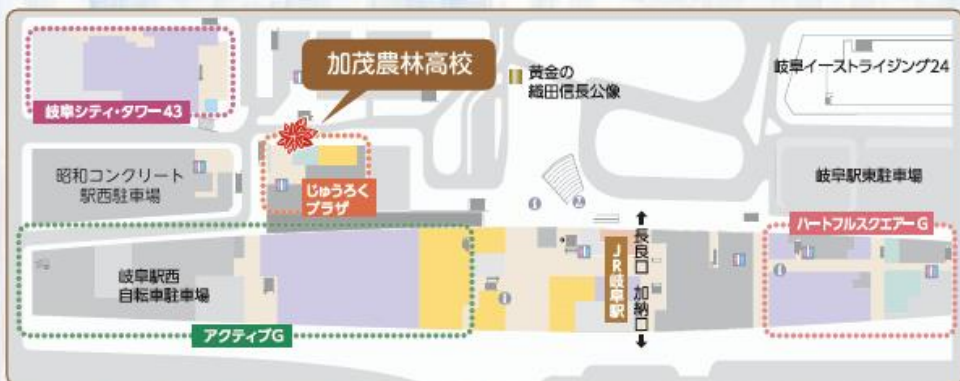 岐阜シティ・タワー43
加茂農林高校
黄金の
織田信長公像
岐阜イーストライジング24
昭和コンクリート
駅西駐車場
じゅうろく
プラザ
岐阜駅東駐車場
ハートフルスクエアーG
岐阜駅西
自転車駐車場
アクティブG
JR岐阜駅
長良口
加納口